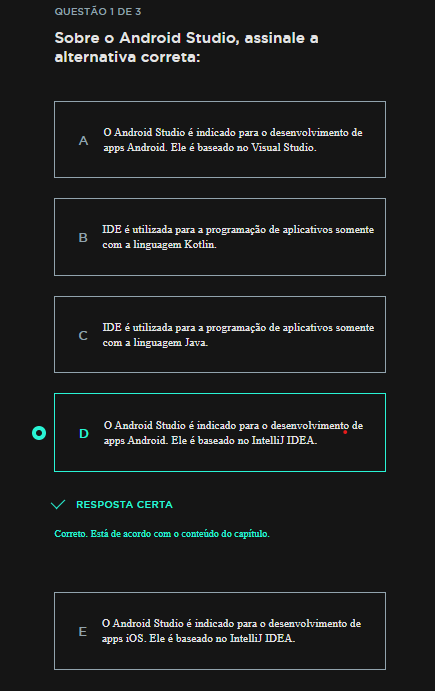 QUESTÃO 1 DE 3
Sobre o Android Studio, assinale a
alternativa correta:
A
O Android Studio é indicado para o desenvolvimento de
apps Android. Ele é baseado no Visual Studio.
B
IDE é utilizada para a programação de aplicativos somente
com a linguagem Kotlin.
C
IDE é utilizada para a programação de aplicativos somente
com a linguagem Java.
D
O Android Studio é indicado para o desenvolvimento de
apps Android. Ele é baseado no IntelliJ IDEA.
RESPOSTA CERTA
Correto. Está de acordo com o conteúdo do capítulo.
E
O Android Studio é indicado para o desenvolvimento de
apps iOS. Ele é baseado no IntelliJ IDEA.